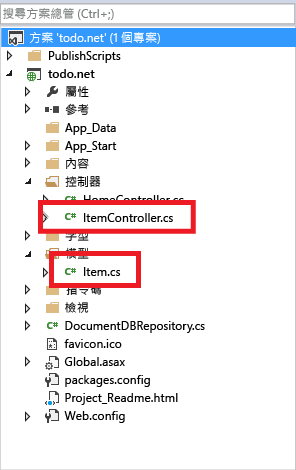 搜尋方案總管 (Ctrl+;)
方案 'todo.net' (1 個專案)
PublishScripts
todo.net
屬性
參考
App_Data
App_Start
內容
控制器
HomeController.cs
ItemController.cs
字型
模型
Item.cs
指令碼
檢視
DocumentDBRepository.cs
favicon.ico
Global.asax
packages.config
Project_Readme.html
Web.config